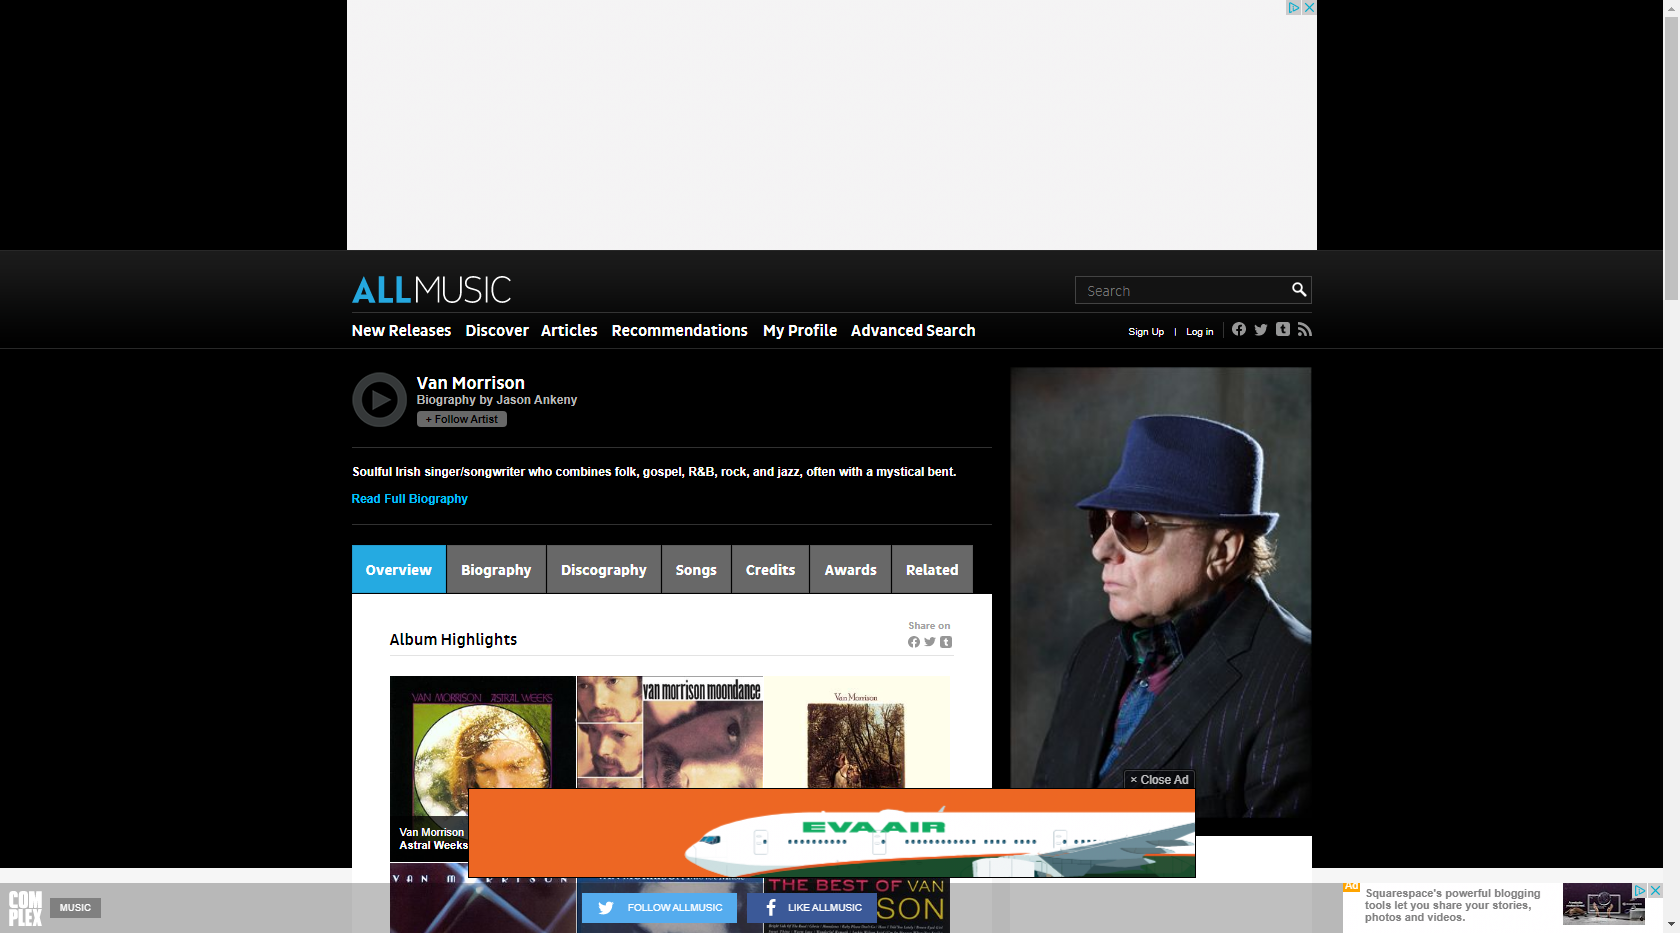 ALLMUSIC
Search
New Releases Discover Articles Recommendations My Profile Advanced Search
Sign Up | Log in
Van Morrison
Biography by Jason Ankeny
+ Follow Artist
Soulful Irish singer/songwriter who combines folk, gospel, R&B, rock, and jazz, often with a mystical bent.
Read Full Biography
Overview Biography Discography Songs Credits Awards Related
Share on
Album Highlights
VAN MORRISON ASTRAL WEEKS
van morrison moondance
Van Morrison
× Close Ad
EVA AIR
Van Morrison
Astral Weeks
VAN MORRISON
THE BEST OF VAN
SON
COM
PLEX
MUSIC
FOLLOW ALLMUSIC
LIKE ALLMUSIC
Ad
Squarespace's powerful blogging
tools let you share your stories,
photos and videos.